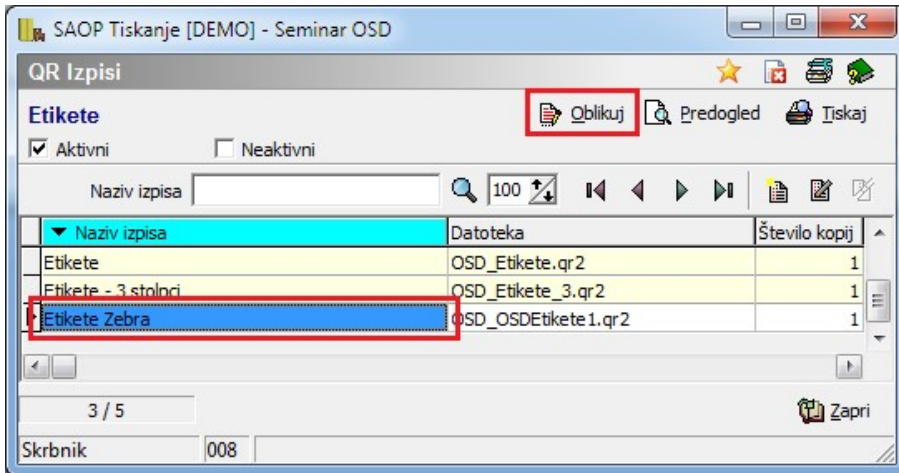 SAOP Tiskanje [DEMO] - Seminar OSD
QR Izpisi
Etikete
Oblikuj Predogled Tiskaj
Aktivni Neaktivni
Naziv izpisa 100
Naziv izpisa Datoteka Število kopij
Etikete OSD_Etikete.qr2 1
Etikete - 3 stolpci OSD_Etikete_3.qr2 1
Etikete Zebra OSD_OSDEtikete1.qr2 1
3 / 5
Zapri
Skrbnik 008